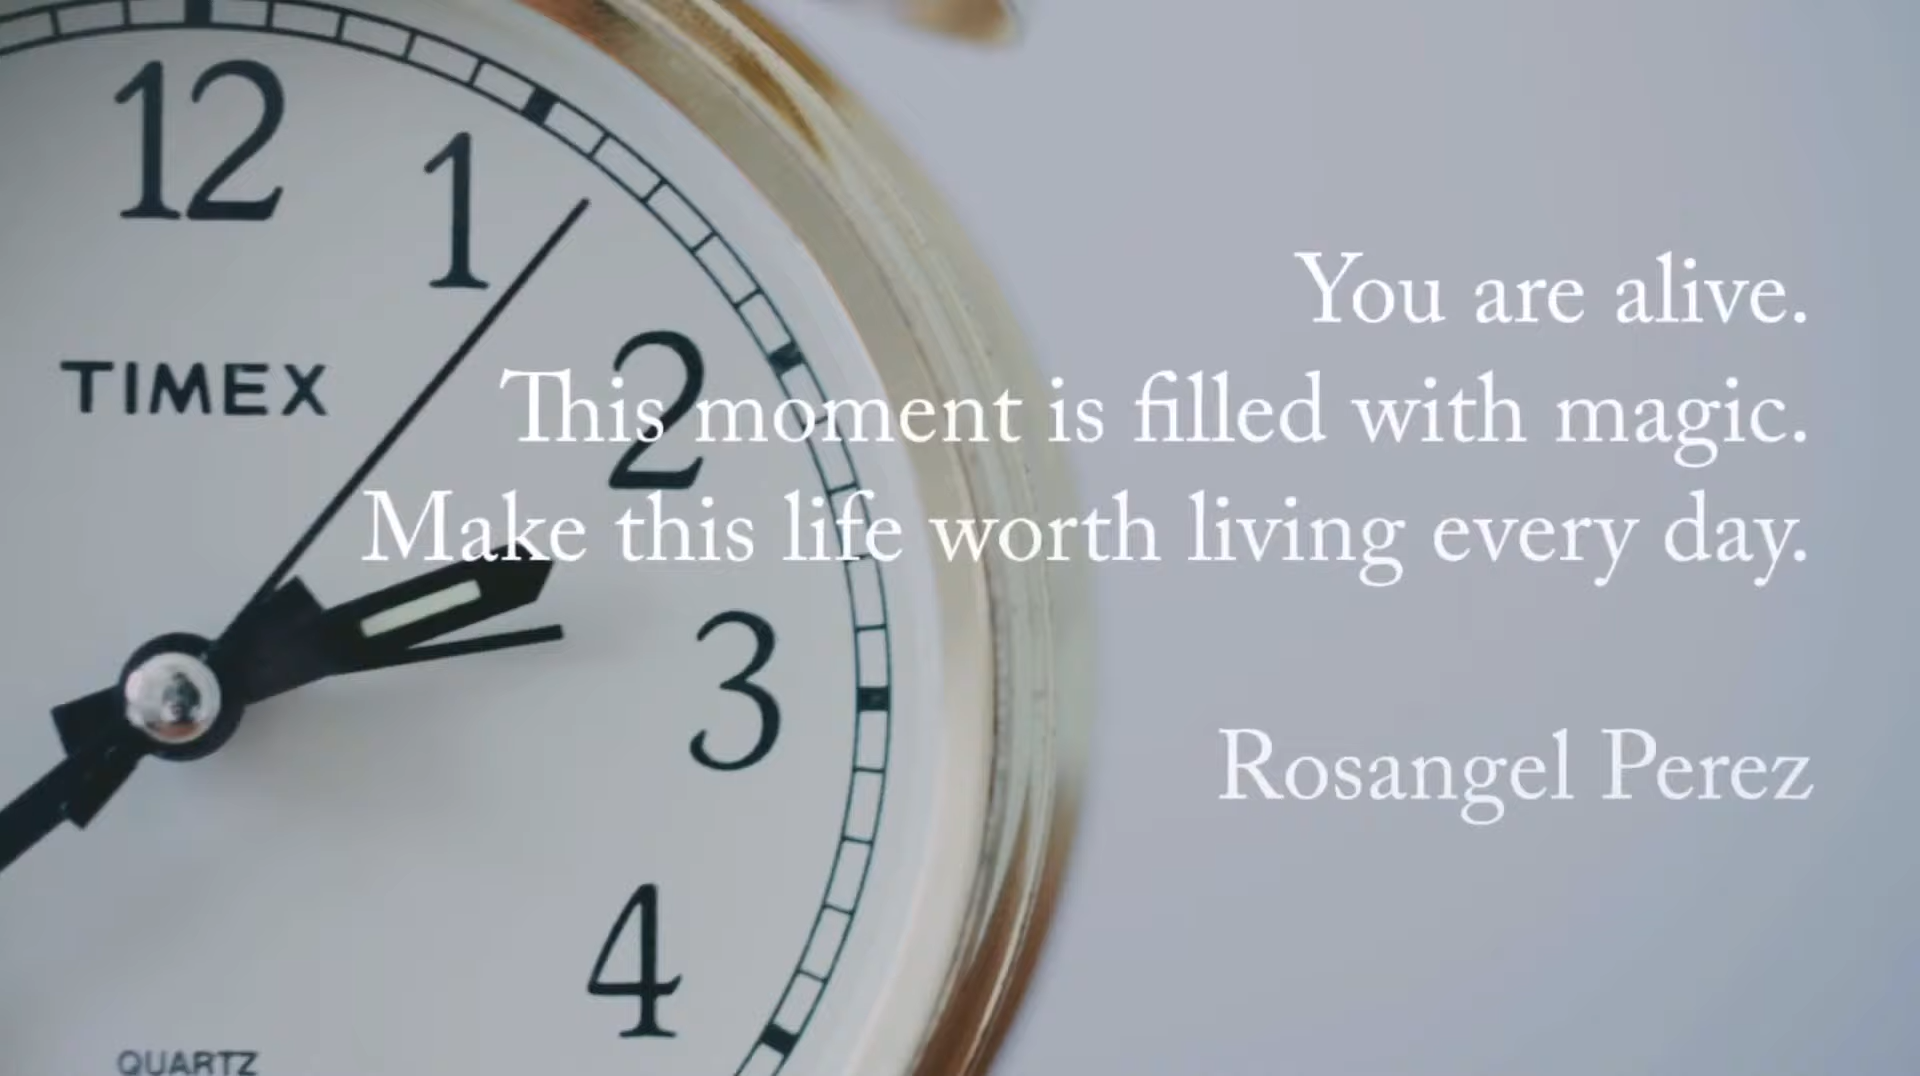 12
1
TIMEX
2
You are alive.
This moment is filled with magic.
Make this life worth living every day.
3
Rosangel Perez
4
QUARTZ